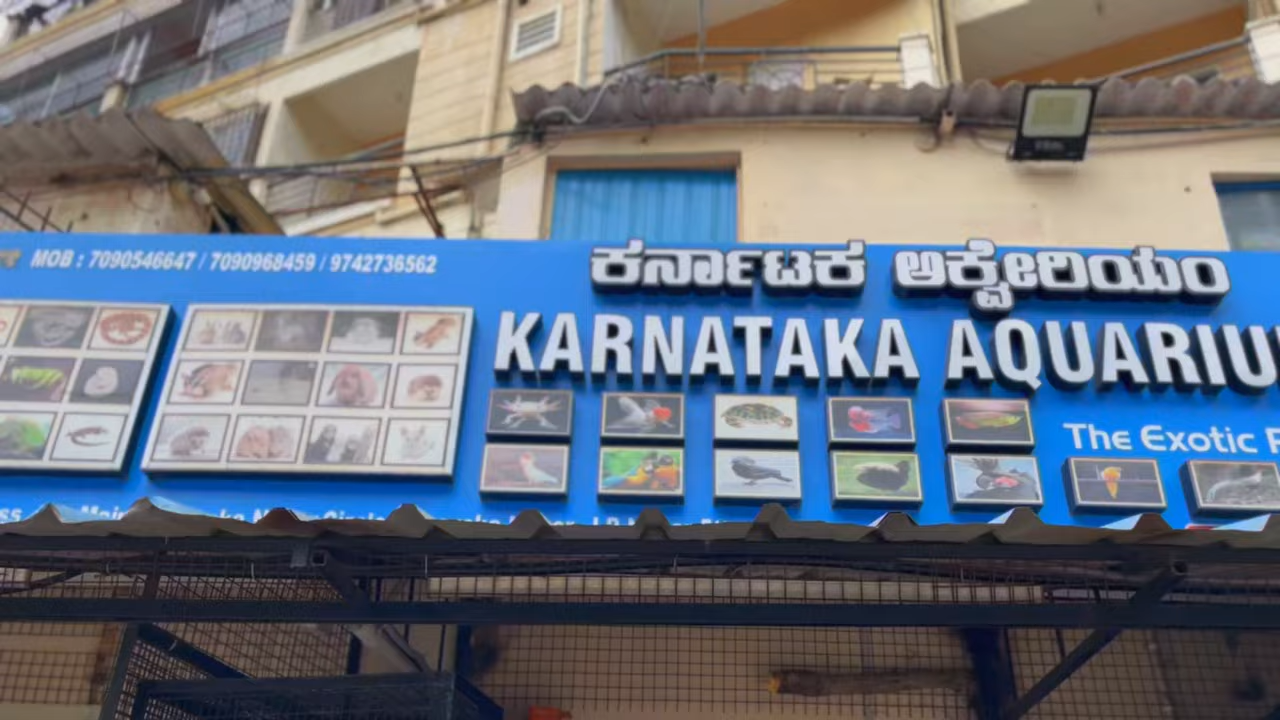 MOB : 7090546647 / 7090968459 / 9742736562
ಕರ್ನಾಟಕ ಅಕ್ವೇರಿಯಂ
KARNATAKA AQUARIU
The Exotic